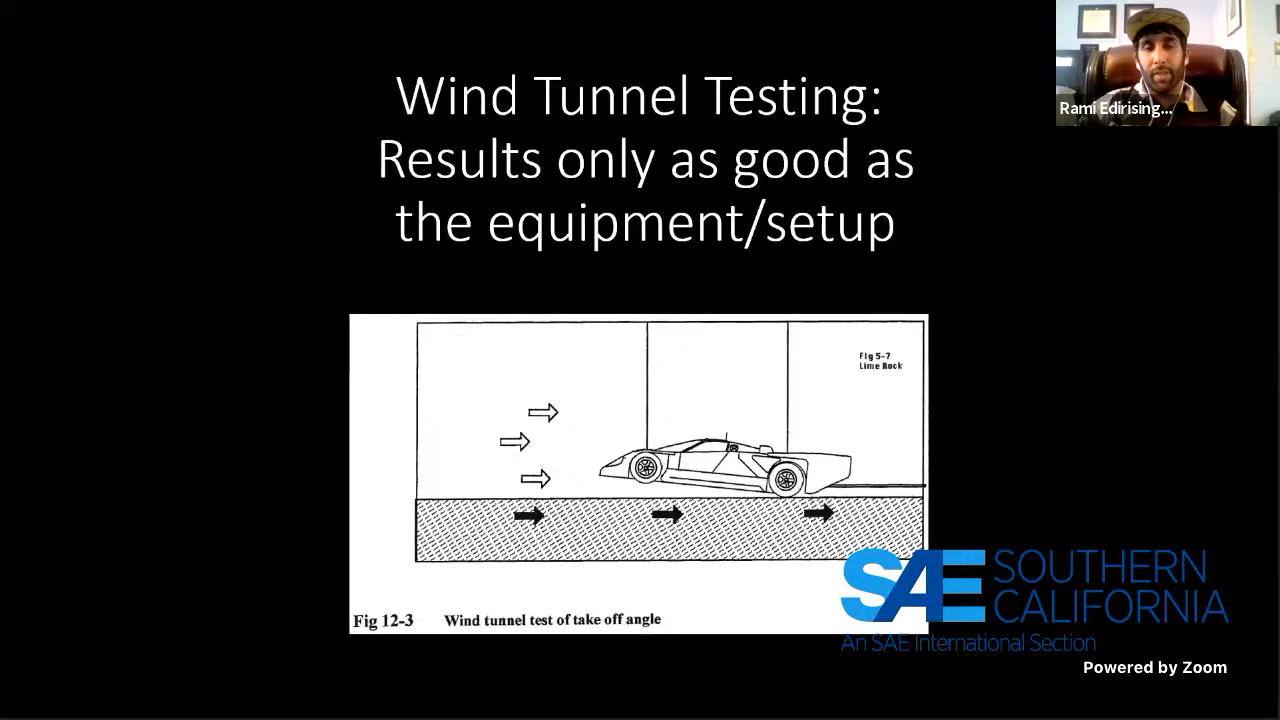 Wind Tunnel Testing:
Results only as good as
the equipment/setup
Rami Edirising...
Fig 5-7
Lime Rock
Fig 12-3 Wind tunnel test of take off angle
SAE SOUTHERN
CALIFORNIA
An SAE International Section
Powered by Zoom